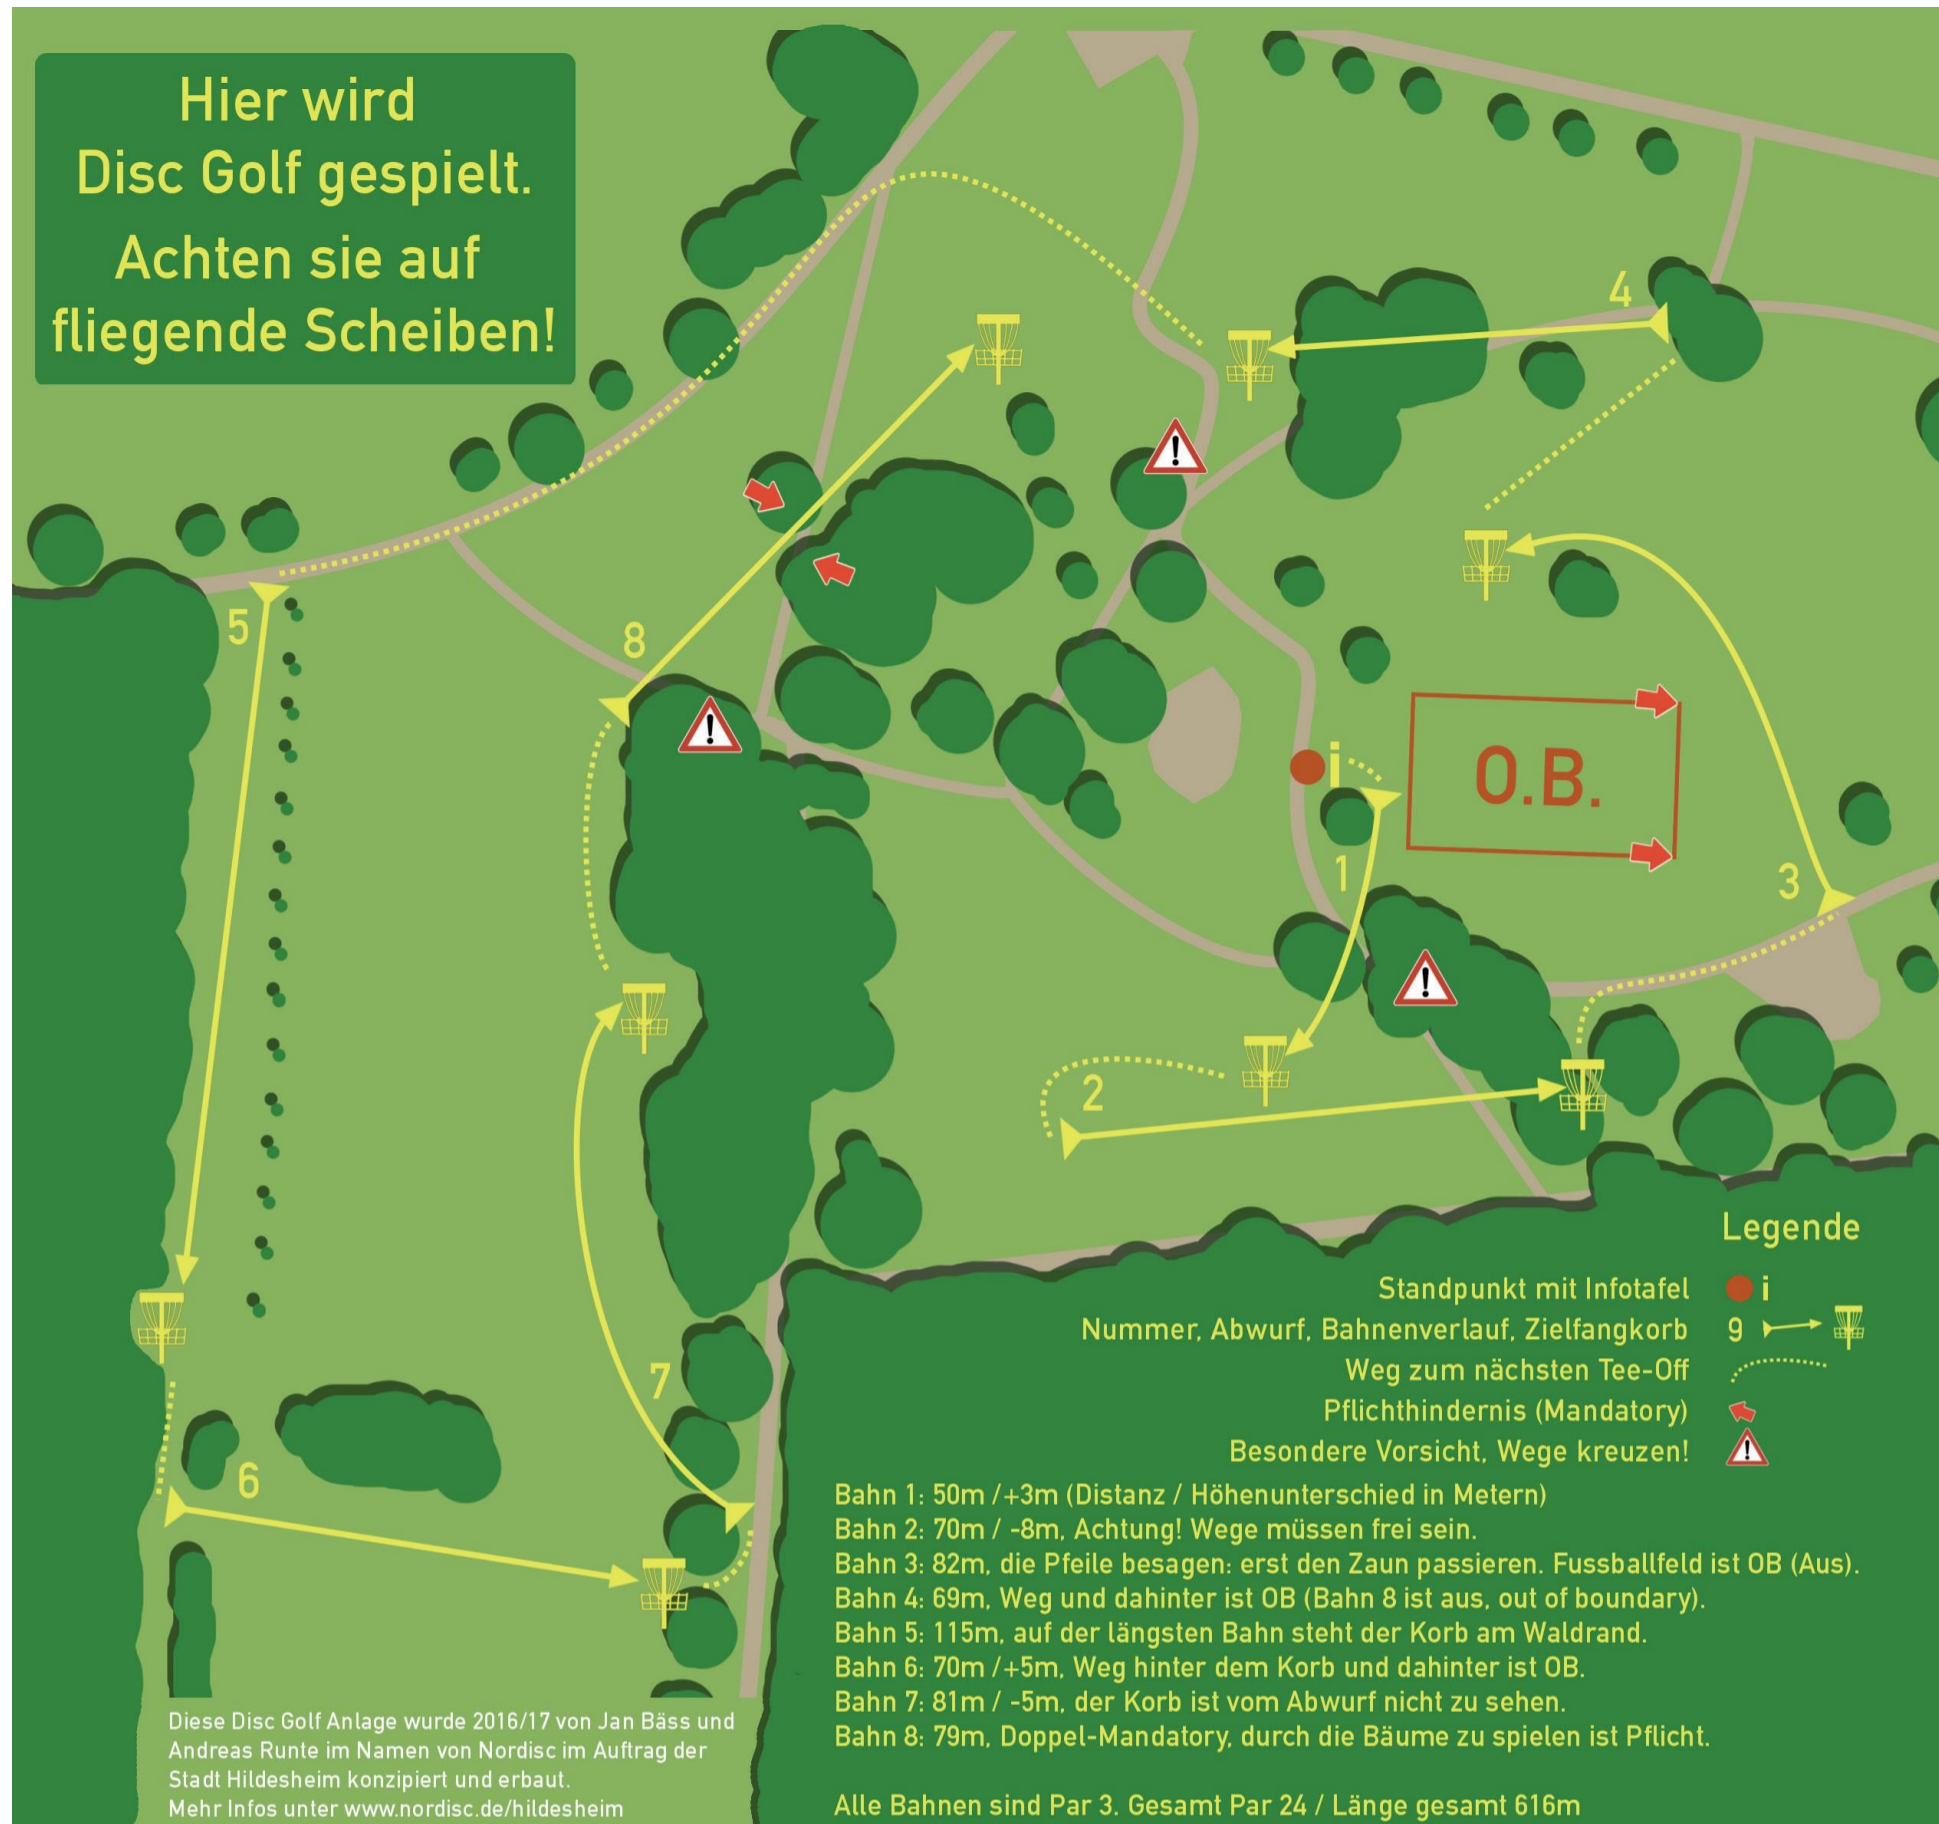 Hier wird
Disc Golf gespielt.
Achten sie auf
fliegende Scheiben!
4
5
8
O.B.
i
1
3
2
7
6
Legende
Standpunkt mit Infotafel i
Nummer, Abwurf, Bahnenverlauf, Zielfangkorb 9
Weg zum nächsten Tee-Off
Pflichthindernis (Mandatory)
Besondere Vorsicht, Wege kreuzen!
Bahn 1: 50m /+3m (Distanz / Höhenunterschied in Metern)
Bahn 2: 70m / -8m, Achtung! Wege müssen frei sein.
Bahn 3: 82m, die Pfeile besagen: erst den Zaun passieren. Fussballfeld ist OB (Aus).
Bahn 4: 69m, Weg und dahinter ist OB (Bahn 8 ist aus, out of boundary).
Bahn 5: 115m, auf der längsten Bahn steht der Korb am Waldrand.
Bahn 6: 70m /+5m, Weg hinter dem Korb und dahinter ist OB.
Bahn 7: 81m / -5m, der Korb ist vom Abwurf nicht zu sehen.
Bahn 8: 79m, Doppel-Mandatory, durch die Bäume zu spielen ist Pflicht.
Alle Bahnen sind Par 3. Gesamt Par 24 / Länge gesamt 616m
Diese Disc Golf Anlage wurde 2016/17 von Jan Bäss und
Andreas Runte im Namen von Nordisc im Auftrag der
Stadt Hildesheim konzipiert und erbaut.
Mehr Infos unter www.nordisc.de/hildesheim